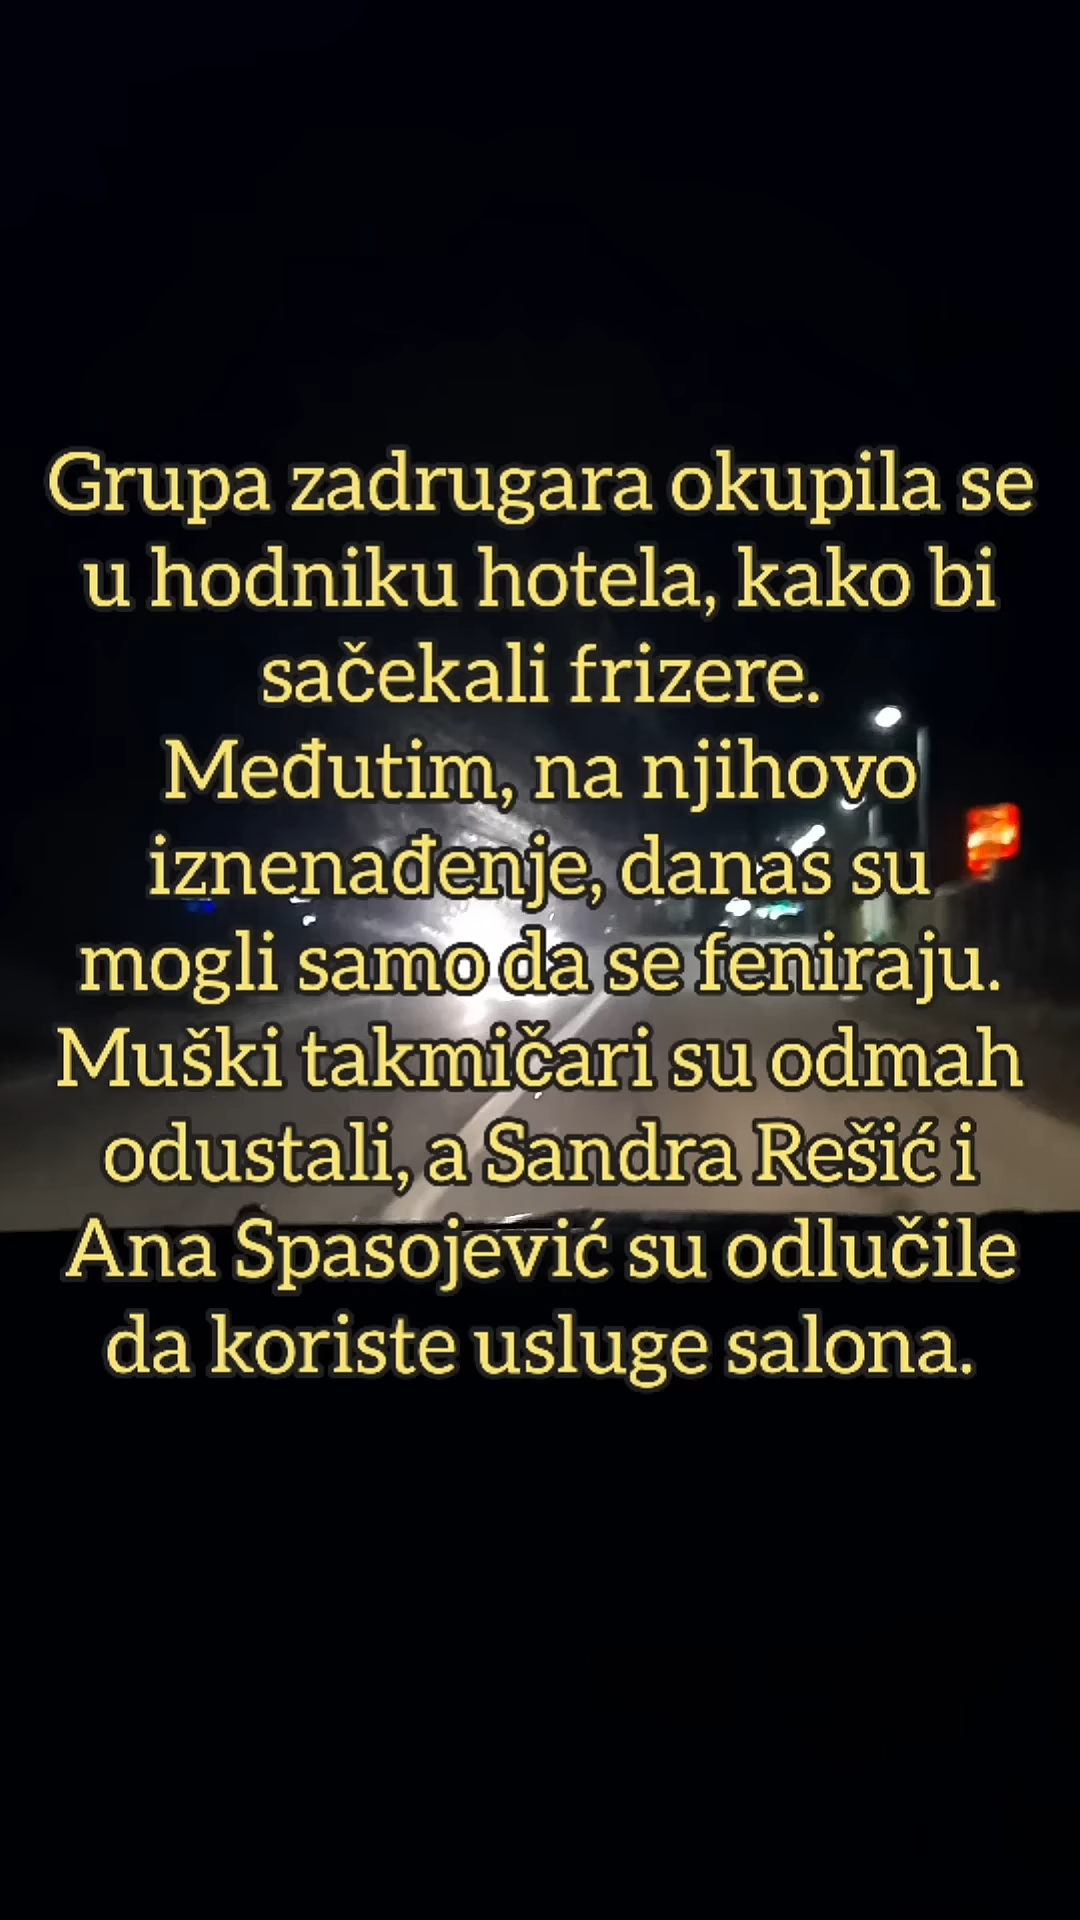 Grupa zadrugara okupila se
u hodniku hotela, kako bi
sačekali frizere.
Međutim, na njihovo
iznenađenje, danas su
mogli samo da se feniraju.
Muški takmičari su odmah
odustali, a Sandra Rešić i
Ana Spasojević su odlučile
da koriste usluge salona.